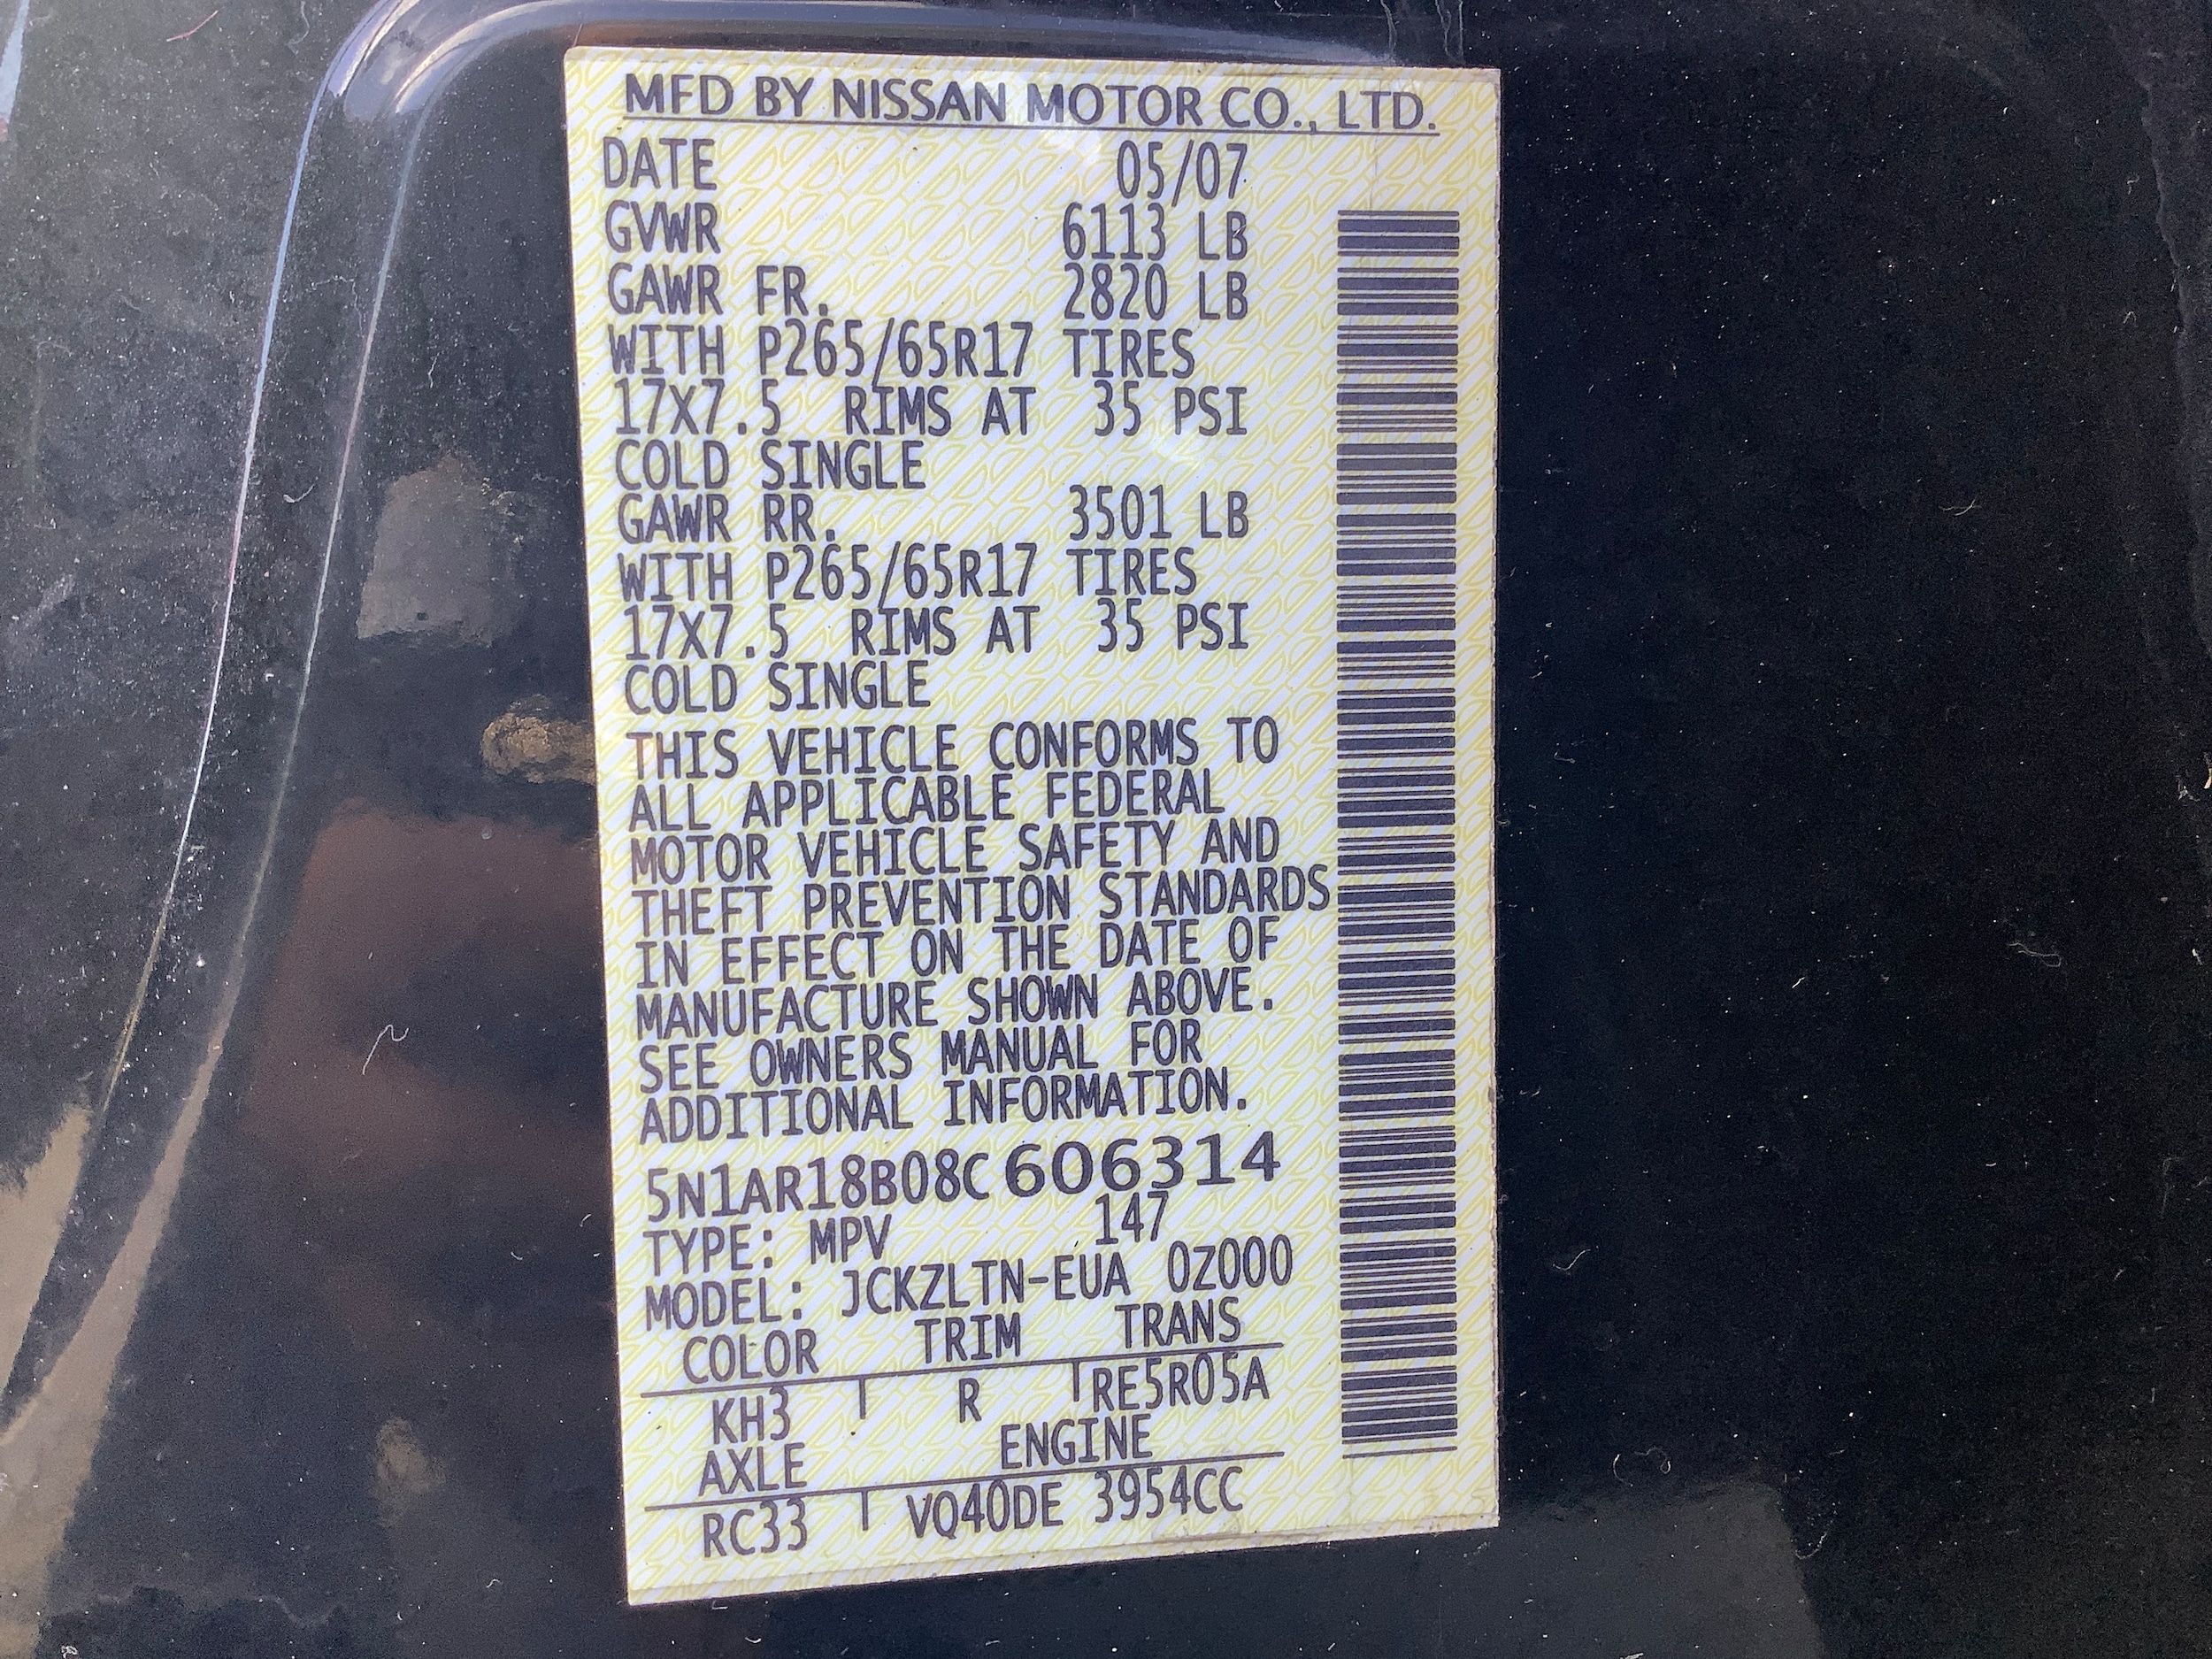 MFD BY NISSAN MOTOR CO., LTD.
DATE 05/07
GVWR 6113 LB
GAWR FR. 2820 LB
WITH P265/65R17 TIRES
17X7.5 RIMS AT 35 PSI
COLD SINGLE
GAWR RR. 3501 LB
WITH P265/65R17 TIRES
17X7.5 RIMS AT 35 PSI
COLD SINGLE
THIS VEHICLE CONFORMS TO
ALL APPLICABLE FEDERAL
MOTOR VEHICLE SAFETY AND
THEFT PREVENTION STANDARDS
IN EFFECT ON THE DATE OF
MANUFACTURE SHOWN ABOVE.
SEE OWNERS MANUAL FOR
ADDITIONAL INFORMATION.
5N1AR18B08C606314
TYPE: MPV 147
MODEL: JCKZLTN-EUA 0Z000
COLOR TRIM TRANS
KH3 R RE5R05A
AXLE ENGINE
RC33 VQ40DE 3954CC